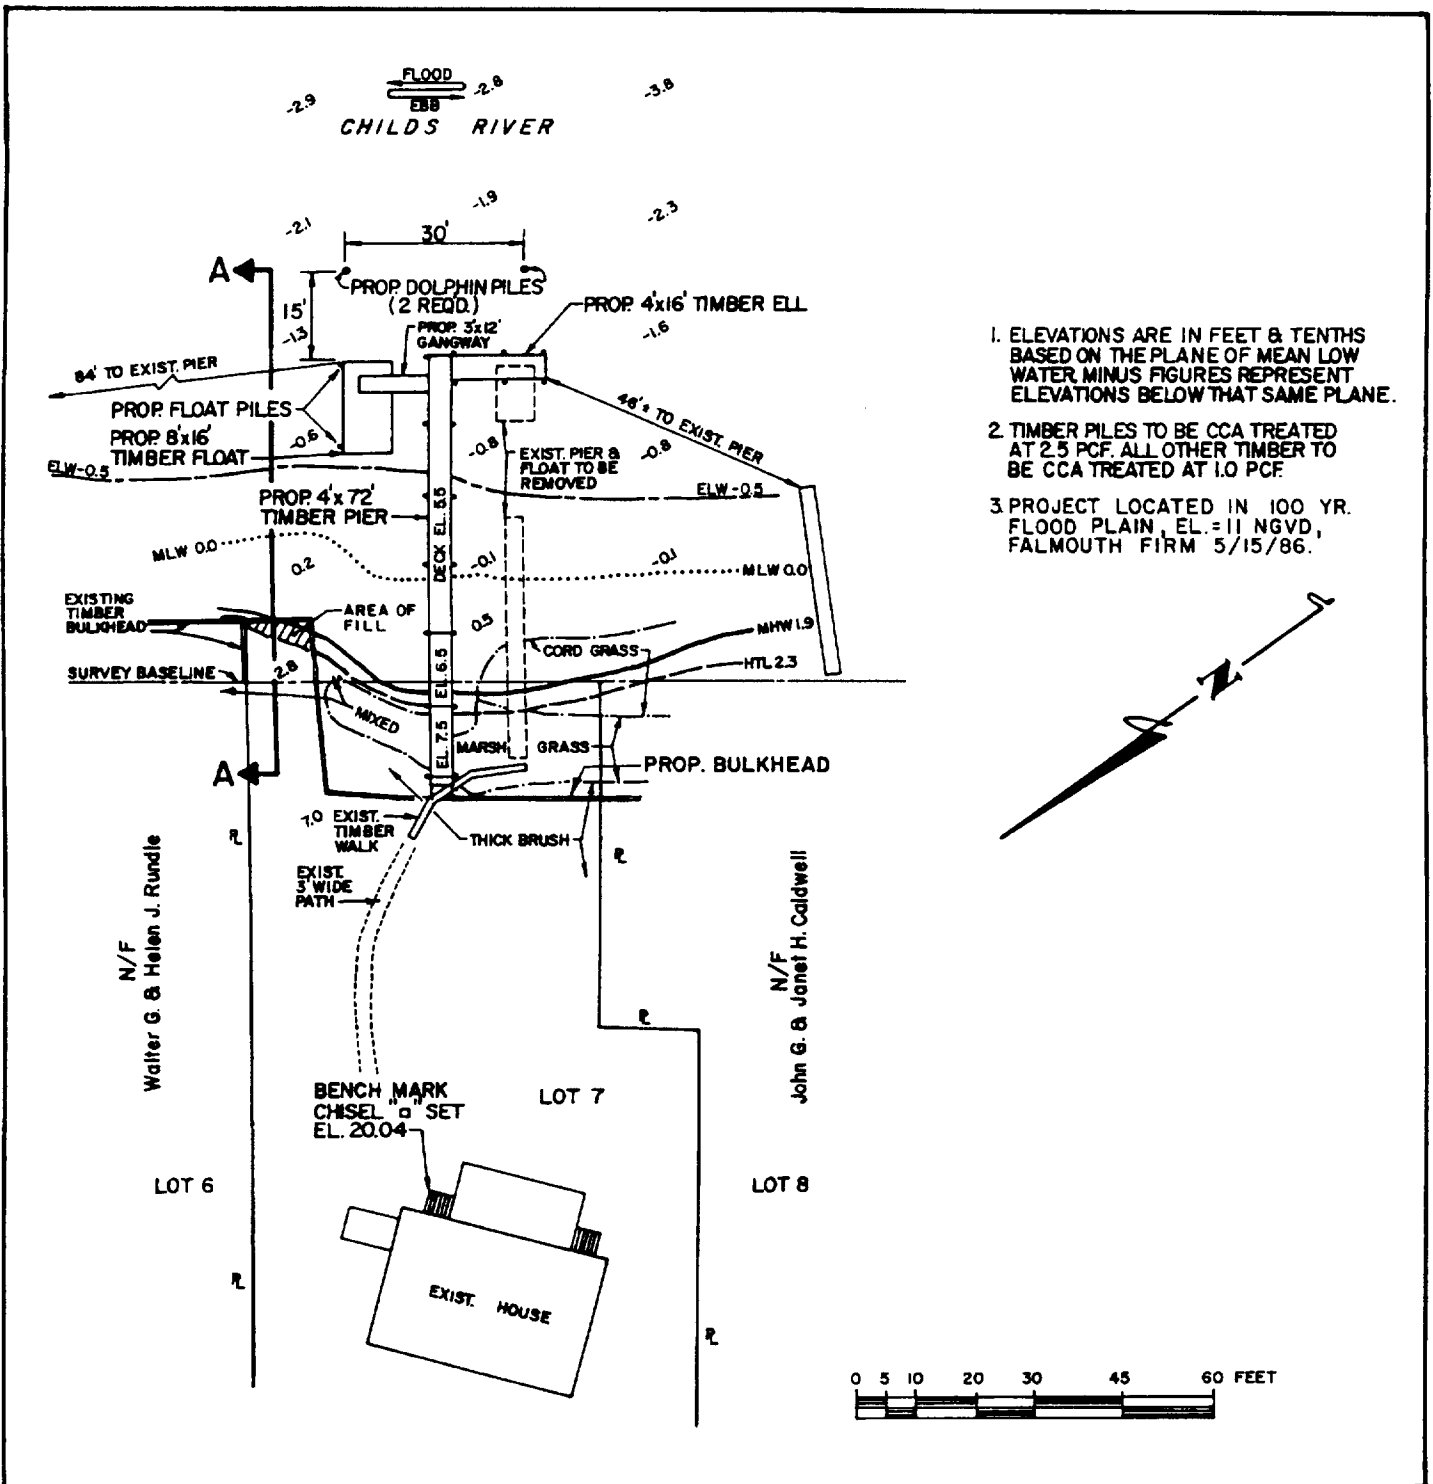 FLOOD
EBB
-2.9
-2.8
-3.8
CHILDS RIVER
-2.1
-1.9
-2.3
30'
A
PROP. DOLPHIN PILES
(2 REQ'D.)
15'
-1.3
PROP. 3'x12'
GANGWAY
PROP. 4'x16' TIMBER ELL
-1.6
84' TO EXIST. PIER
PROP. FLOAT PILES
PROP. 8'x16'
TIMBER FLOAT
-0.6
46'± TO EXIST. PIER
-0.8
-0.8
EXIST. PIER &
FLOAT TO BE
REMOVED
ELW-0.5
ELW-0.5
PROP. 4'x72'
TIMBER PIER
DECK EL. 5.5
MLW 0.0
0.2
-0.1
-0.1
MLW 0.0
EXISTING
TIMBER
BULKHEAD
AREA OF
FILL
0.5
CORD GRASS
MHW 1.9
HTL 2.3
SURVEY BASELINE
2.8
EL. 6.5
MIXED
EL. 7.5
MARSH GRASS
A
PROP. BULKHEAD
7.0
EXIST.
TIMBER
WALK
THICK BRUSH
EXIST.
3' WIDE
PATH
PL
PL
N/F
Walter G. & Helen J. Rundle
N/F
John G. & Janet H. Caldwell
PL
BENCH MARK
CHISEL "□" SET
EL. 20.04
LOT 7
LOT 6
LOT 8
PL
EXIST. HOUSE
PL
1. ELEVATIONS ARE IN FEET & TENTHS
BASED ON THE PLANE OF MEAN LOW
WATER. MINUS FIGURES REPRESENT
ELEVATIONS BELOW THAT SAME PLANE.
2. TIMBER PILES TO BE CCA TREATED
AT 2.5 PCF. ALL OTHER TIMBER TO
BE CCA TREATED AT 1.0 PCF.
3. PROJECT LOCATED IN 100 YR.
FLOOD PLAIN, EL.=11 NGVD,
FALMOUTH FIRM 5/15/86.
N
0 5 10 20 30 45 60 FEET